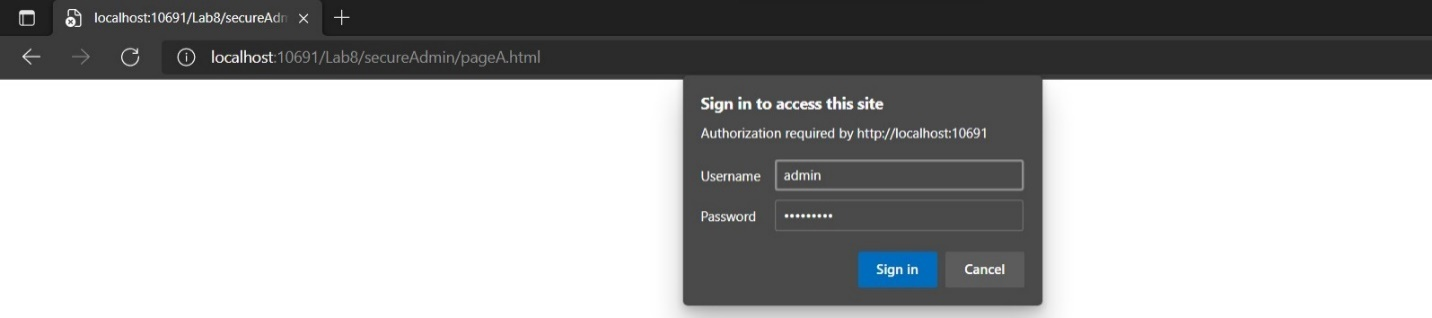 localhost:10691/Lab8/secureAdm
localhost:10691/Lab8/secureAdmin/pageA.html
Sign in to access this site
Authorization required by http://localhost:10691
Username admin
Password •••••••••
Sign in Cancel